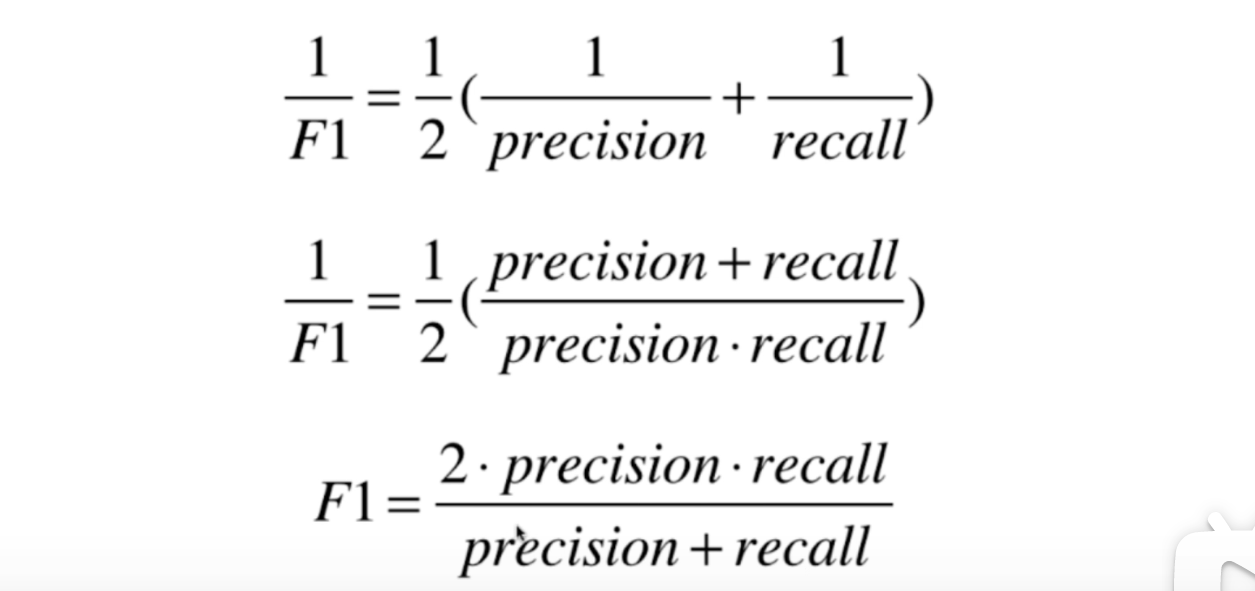 1/F1 = 1/2(1/precision + 1/recall)
1/F1 = 1/2(precision + recall/precision · recall)
F1 = 2 · precision · recall/precision + recall